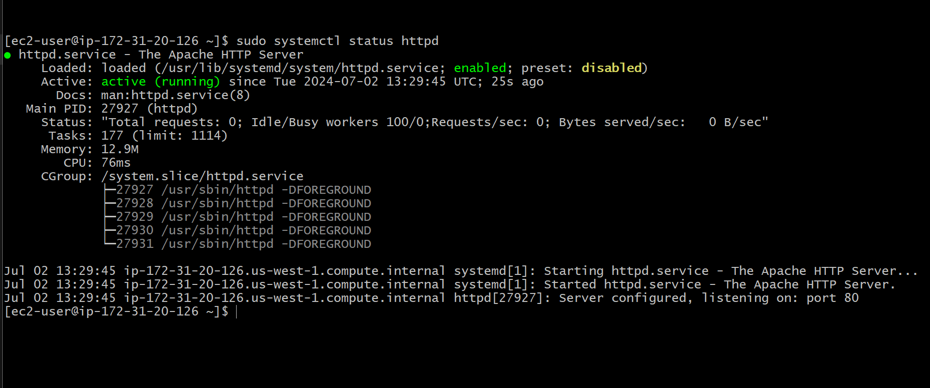 [ec2-user@ip-172-31-20-126 ~]$ sudo systemctl status httpd
● httpd.service - The Apache HTTP Server
     Loaded: loaded (/usr/lib/systemd/system/httpd.service; enabled; preset: disabled)
     Active: active (running) since Tue 2024-07-02 13:29:45 UTC; 25s ago
       Docs: man:httpd.service(8)
   Main PID: 27927 (httpd)
     Status: "Total requests: 0; Idle/Busy workers 100/0;Requests/sec: 0; Bytes served/sec:   0 B/sec"
      Tasks: 177 (limit: 1114)
     Memory: 12.9M
        CPU: 76ms
     CGroup: /system.slice/httpd.service
             ├─27927 /usr/sbin/httpd -DFOREGROUND
             ├─27928 /usr/sbin/httpd -DFOREGROUND
             ├─27929 /usr/sbin/httpd -DFOREGROUND
             ├─27930 /usr/sbin/httpd -DFOREGROUND
             └─27931 /usr/sbin/httpd -DFOREGROUND
Jul 02 13:29:45 ip-172-31-20-126.us-west-1.compute.internal systemd[1]: Starting httpd.service - The Apache HTTP Server...
Jul 02 13:29:45 ip-172-31-20-126.us-west-1.compute.internal systemd[1]: Started httpd.service - The Apache HTTP Server.
Jul 02 13:29:45 ip-172-31-20-126.us-west-1.compute.internal httpd[27927]: Server configured, listening on: port 80
[ec2-user@ip-172-31-20-126 ~]$